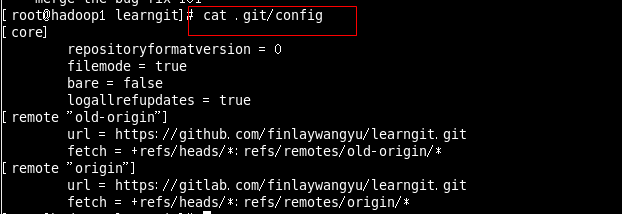 merge the bug fix 101
[root@hadoop1 learngit]# cat .git/config
[core]
repositoryformatversion = 0
filemode = true
bare = false
logallrefupdates = true
[remote "old-origin"]
url = https://github.com/finlaywangyu/learngit.git
fetch = +refs/heads/*:refs/remotes/old-origin/*
[remote "origin"]
url = https://gitlab.com/finlaywangyu/learngit.git
fetch = +refs/heads/*:refs/remotes/origin/*